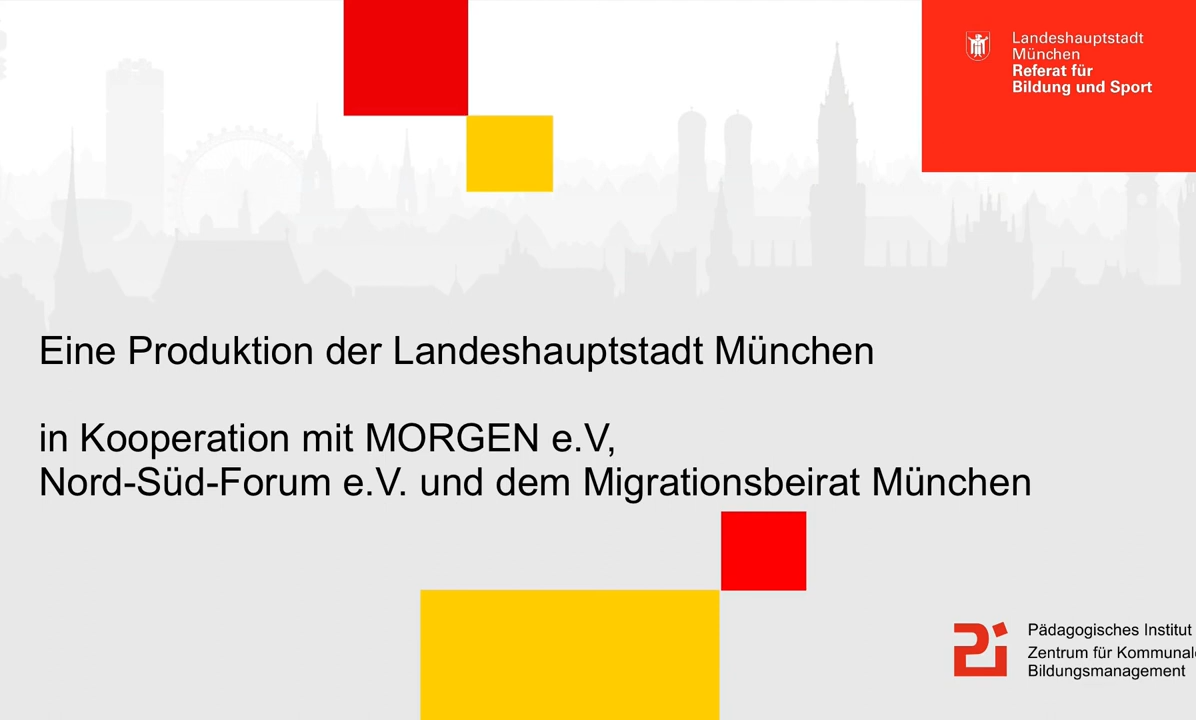 Landeshauptstadt
München
Referat für
Bildung und Sport
Eine Produktion der Landeshauptstadt München
in Kooperation mit MORGEN e.V,
Nord-Süd-Forum e.V. und dem Migrationsbeirat München
Pädagogisches Institut
Zentrum für Kommunale
Bildungsmanagement